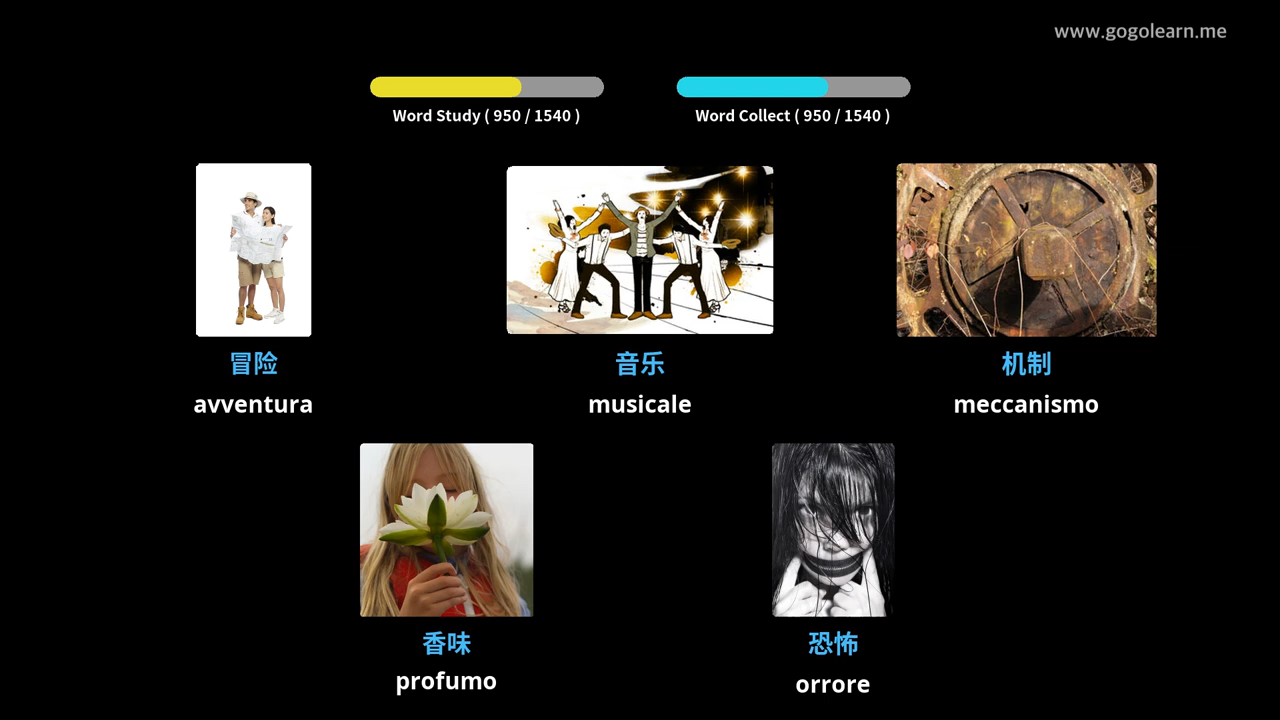 www.gogolearn.me
Word Study ( 950 / 1540 )
Word Collect ( 950 / 1540 )
冒险
avventura
音乐
musicale
机制
meccanismo
香味
profumo
恐怖
orrore